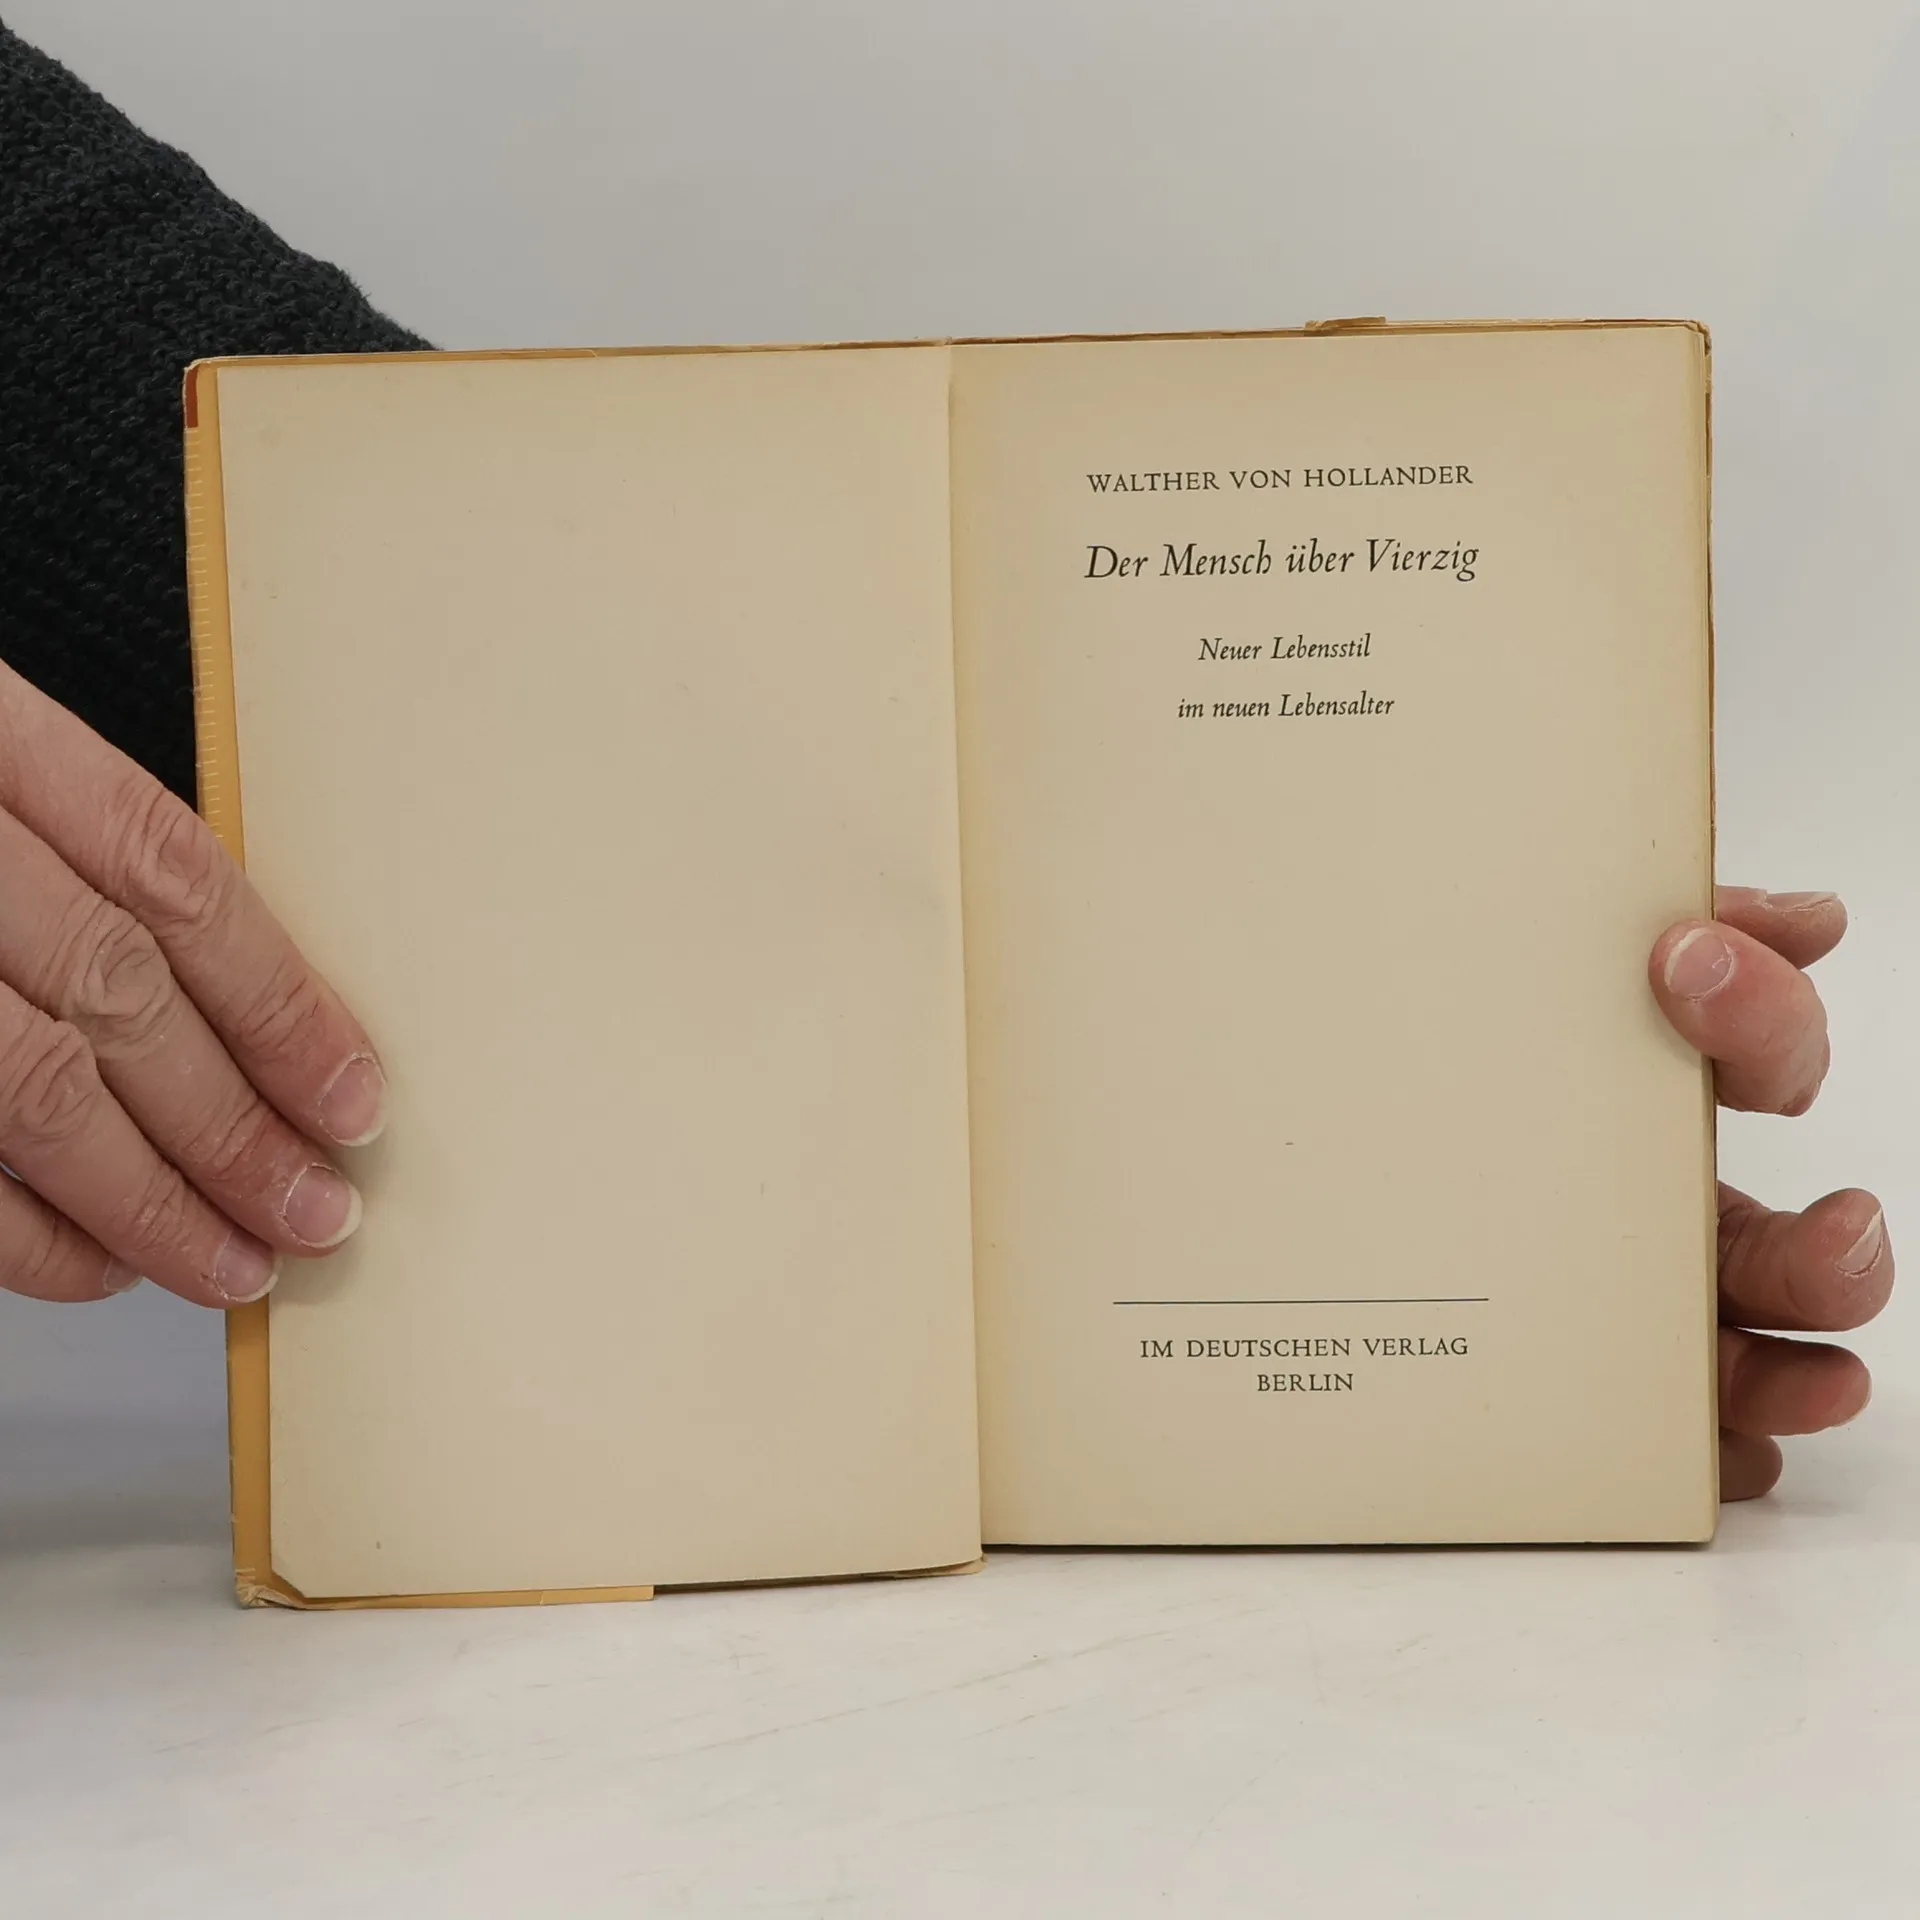 WALTHER VON HOLLANDER
Der Mensch über Vierzig
Neuer Lebensstil
im neuen Lebensalter
IM DEUTSCHEN VERLAG
BERLIN